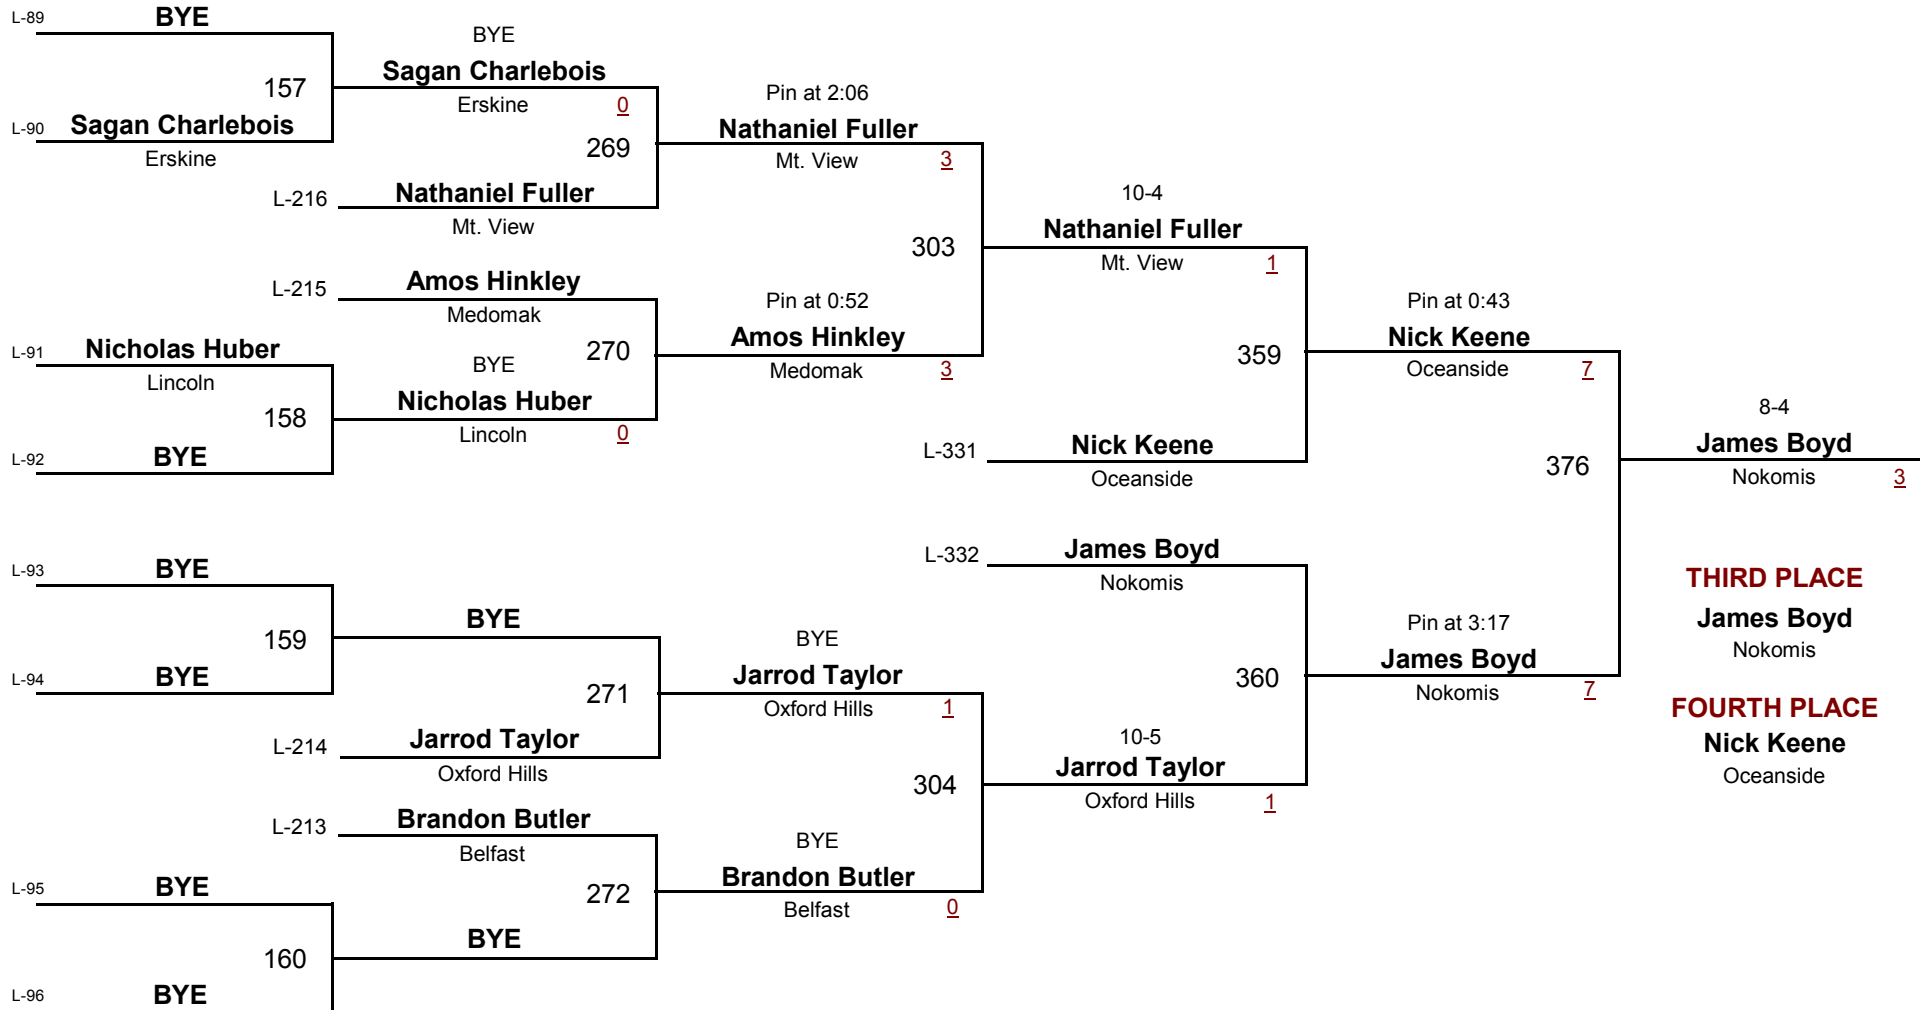 L-89 BYE
157
L-90 Sagan Charlebois
Erskine
BYE
Sagan Charlebois
Erskine 0
269
L-216 Nathaniel Fuller
Mt. View
Pin at 2:06
Nathaniel Fuller
Mt. View 3
303
L-215 Amos Hinkley
Medomak
270
L-91 Nicholas Huber
Lincoln
158
L-92 BYE
BYE
Nicholas Huber
Lincoln 0
Pin at 0:52
Amos Hinkley
Medomak 3
10-4
Nathaniel Fuller
Mt. View 1
359
L-331 Nick Keene
Oceanside
Pin at 0:43
Nick Keene
Oceanside 7
376
8-4
James Boyd
Nokomis 3
L-93 BYE
159
L-94 BYE
BYE
271
L-214 Jarrod Taylor
Oxford Hills
BYE
Jarrod Taylor
Oxford Hills 1
304
L-213 Brandon Butler
Belfast
272
L-95 BYE
160
L-96 BYE
BYE
BYE
Brandon Butler
Belfast 0
L-332 James Boyd
Nokomis
360
10-5
Jarrod Taylor
Oxford Hills 1
Pin at 3:17
James Boyd
Nokomis 7
THIRD PLACE
James Boyd
Nokomis
FOURTH PLACE
Nick Keene
Oceanside